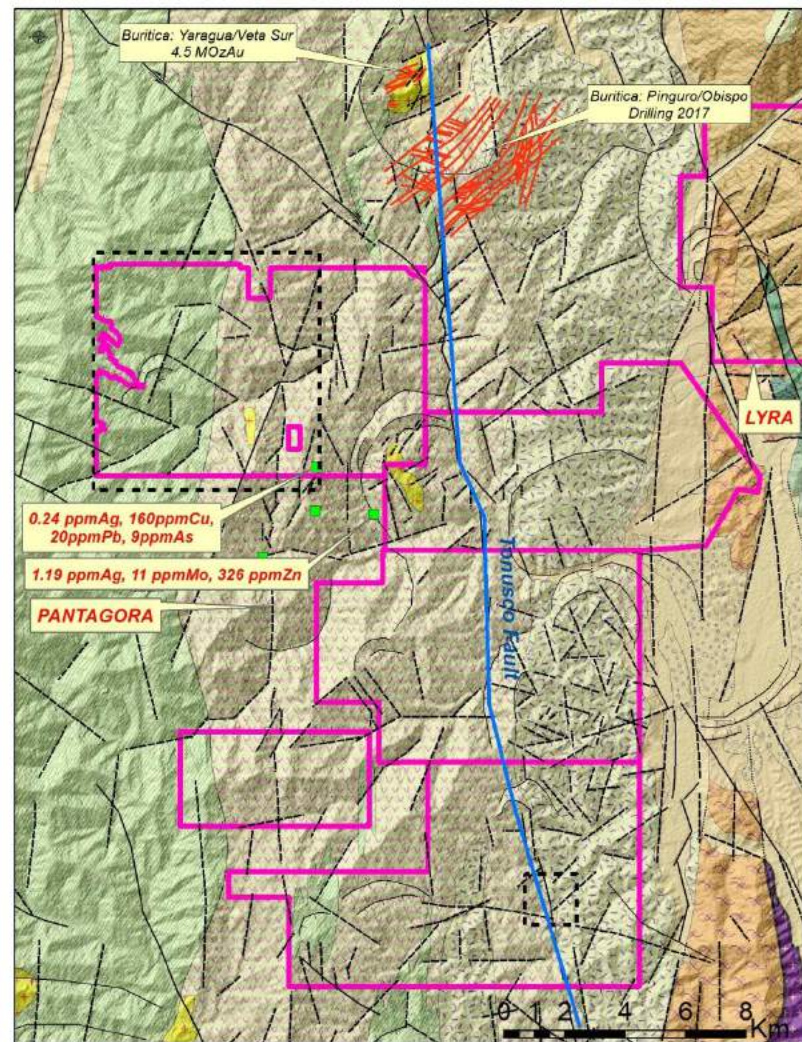 Buritica: Yaragua/Veta Sur
4.5 MOzAu
Buritica: Pinguro/Obispo
Drilling 2017
LYRA
0.24 ppmAg, 160ppmCu,
20ppmPb, 9ppmAs
1.19 ppmAg, 11 ppmMo, 326 ppmZn
PANTAGORA
Tonusco Fault
0 1 2 4 6 8
Km